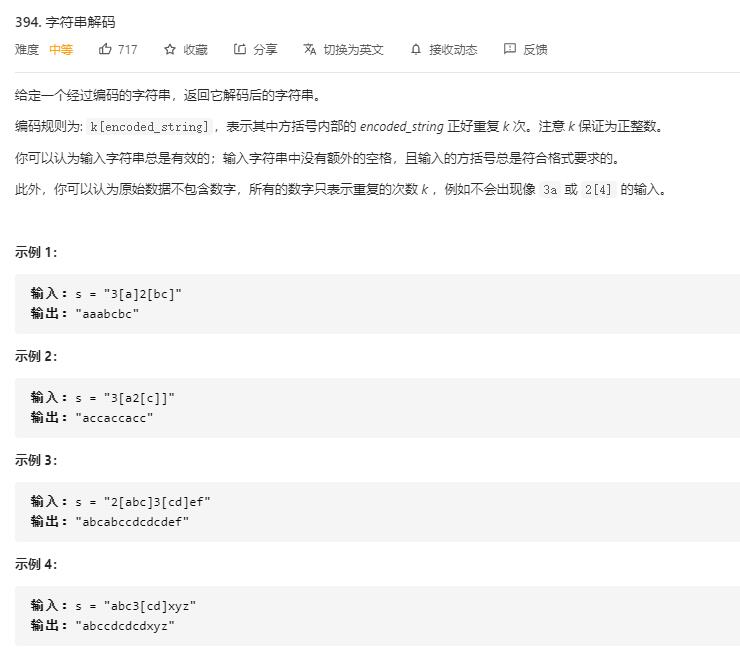 394. 字符串解码
难度 中等 717 收藏 分享 切换为英文 接收动态 反馈
给定一个经过编码的字符串，返回它解码后的字符串。
编码规则为: k[encoded_string]，表示其中方括号内部的 encoded_string 正好重复 k 次。注意 k 保证为正整数。
你可以认为输入字符串总是有效的；输入字符串中没有额外的空格，且输入的方括号总是符合格式要求的。
此外，你可以认为原始数据不包含数字，所有的数字只表示重复的次数 k ，例如不会出现像 3a 或 2[4] 的输入。
示例 1：
输入：s = "3[a]2[bc]"
输出："aaabcbc"
示例 2：
输入：s = "3[a2[c]]"
输出："accaccacc"
示例 3：
输入：s = "2[abc]3[cd]ef"
输出："abcabccdcdcdef"
示例 4：
输入：s = "abc3[cd]xyz"
输出："abccdcdcdxyz"